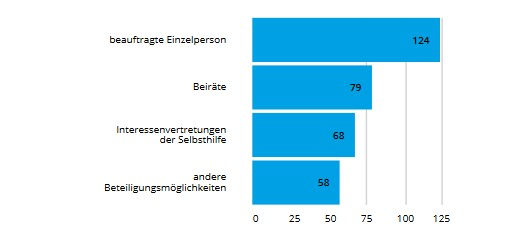 beauftragte Einzelperson
124
Beiräte
79
Interessenvertretungen
der Selbsthilfe
68
andere
Beteiligungsmöglichkeiten
58
0 25 50 75 100 125